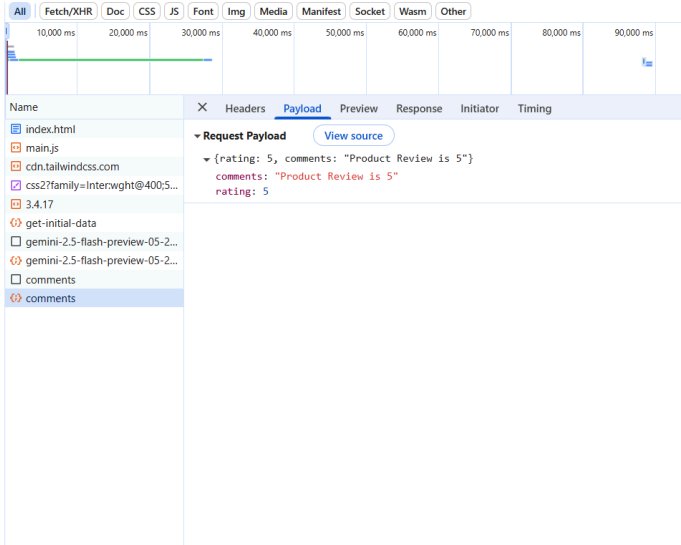 All Fetch/XHR Doc CSS JS Font Img Media Manifest Socket Wasm Other
10,000 ms 20,000 ms 30,000 ms 40,000 ms 50,000 ms 60,000 ms 70,000 ms 80,000 ms 90,000 ms
Name
index.html
main.js
cdn.tailwindcss.com
css2?family=Inter:wght@400;5...
3.4.17
get-initial-data
gemini-2.5-flash-preview-05-2...
gemini-2.5-flash-preview-05-2...
comments
comments
Headers Payload Preview Response Initiator Timing
Request Payload View source
{rating: 5, comments: "Product Review is 5"}
comments: "Product Review is 5"
rating: 5